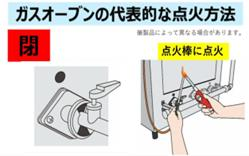 ガスオーブンの代表的な点火方法
後製品によって異なる場合があります。
閉
点火棒に点火